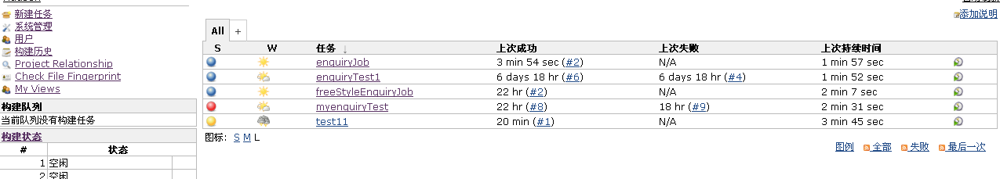 添加说明
新建任务
系统管理
用户
构建历史
Project Relationship
Check File Fingerprint
My Views
构建队列
当前队列没有构建任务
构建状态
# 状态
1 空闲
2 空闲
All +
S W 任务 ↓ 上次成功 上次失败 上次持续时间
enquiryJob 3 min 54 sec (#2) N/A 1 min 57 sec
enquiryTest1 6 days 18 hr (#6) 6 days 18 hr (#4) 1 min 52 sec
freeStyleEnquiryJob 22 hr (#2) N/A 2 min 7 sec
myenquiryTest 22 hr (#8) 18 hr (#9) 2 min 31 sec
test11 20 min (#1) N/A 3 min 45 sec
图标: S M L
图例 全部 失败 最后一次